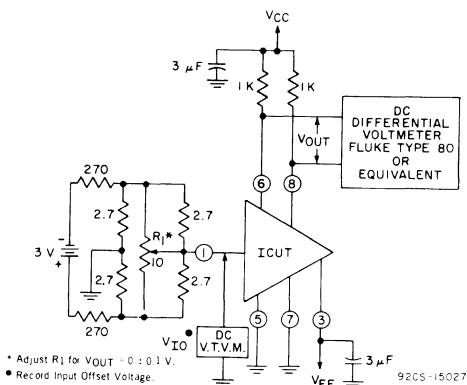 VCC
3 µF
1K
1K
DC
DIFFERENTIAL
VOLTMETER
FLUKE TYPE 80
OR
EQUIVALENT
VOUT
6
8
270
2.7
2.7
R1*
10
3 V
-
+
1
ICUT
2.7
2.7
270
VIO
DC
V.T.V.M.
5
7
3
3 µF
VEE
* Adjust R1 for VOUT = 0 ± 0.1 V.
● Record Input Offset Voltage.
92CS-15027